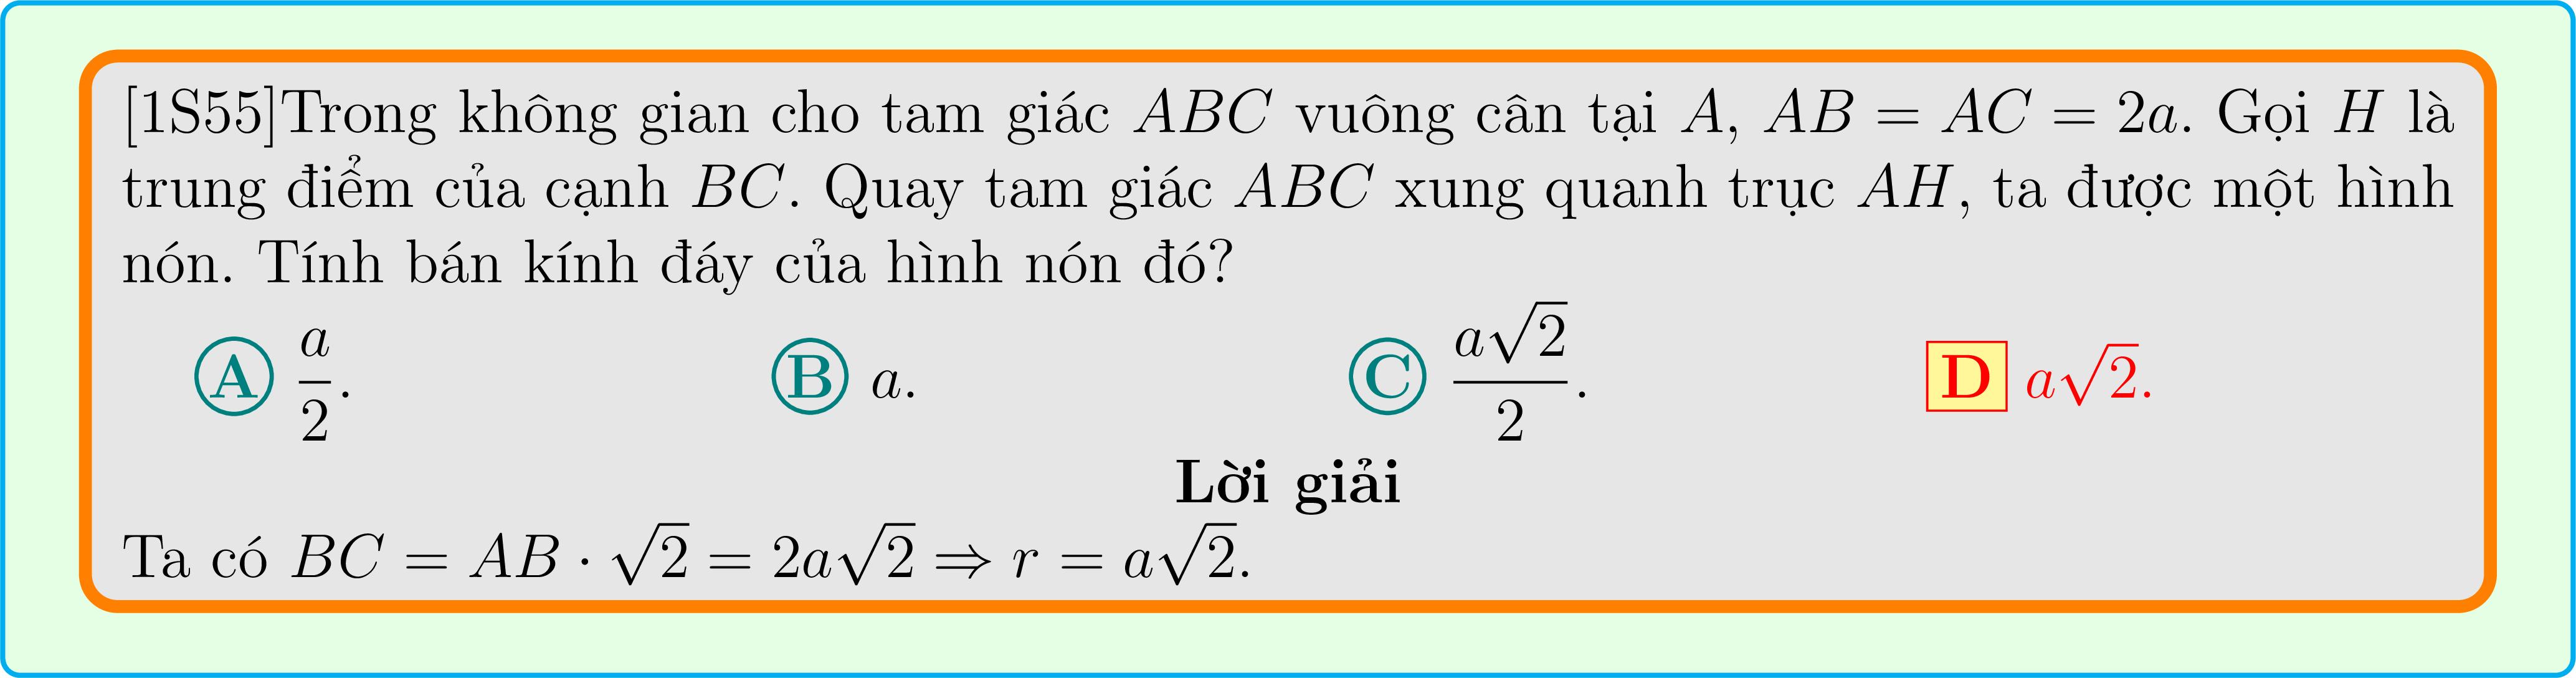 [1S55]Trong không gian cho tam giác ABC vuông cân tại A, AB = AC = 2a. Gọi H là
trung điểm của cạnh BC. Quay tam giác ABC xung quanh trục AH, ta được một hình
nón. Tính bán kính đáy của hình nón đó?
A $\frac{a}{2}$. B a. C $\frac{a\sqrt{2}}{2}$. D $a\sqrt{2}$.
Lời giải
Ta có $BC = AB \cdot \sqrt{2} = 2a\sqrt{2} \Rightarrow r = a\sqrt{2}$.